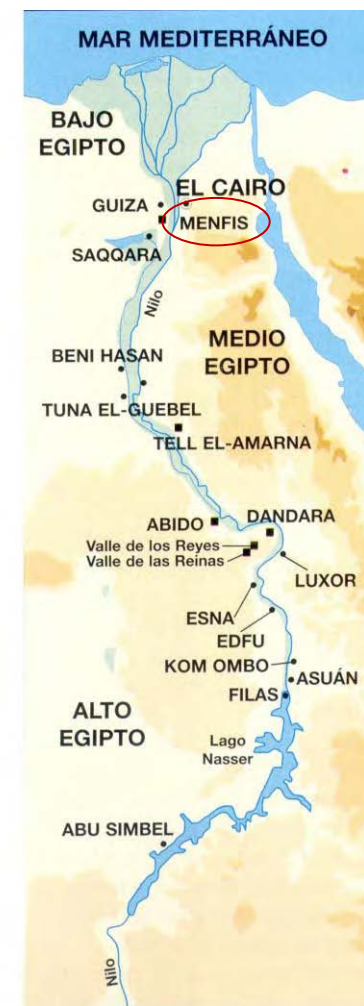 MAR MEDITERRÁNEO
BAJO
EGIPTO
EL CAIRO
GUIZA
MENFIS
SAQQARA
Nilo
MEDIO
EGIPTO
BENI HASAN
TUNA EL-GUEBEL
TELL EL-AMARNA
ABIDO
DANDARA
Valle de los Reyes
Valle de las Reinas
LUXOR
ESNA
EDFU
KOM OMBO
ASUÁN
FILAS
ALTO
EGIPTO
Lago
Nasser
ABU SIMBEL
Nilo